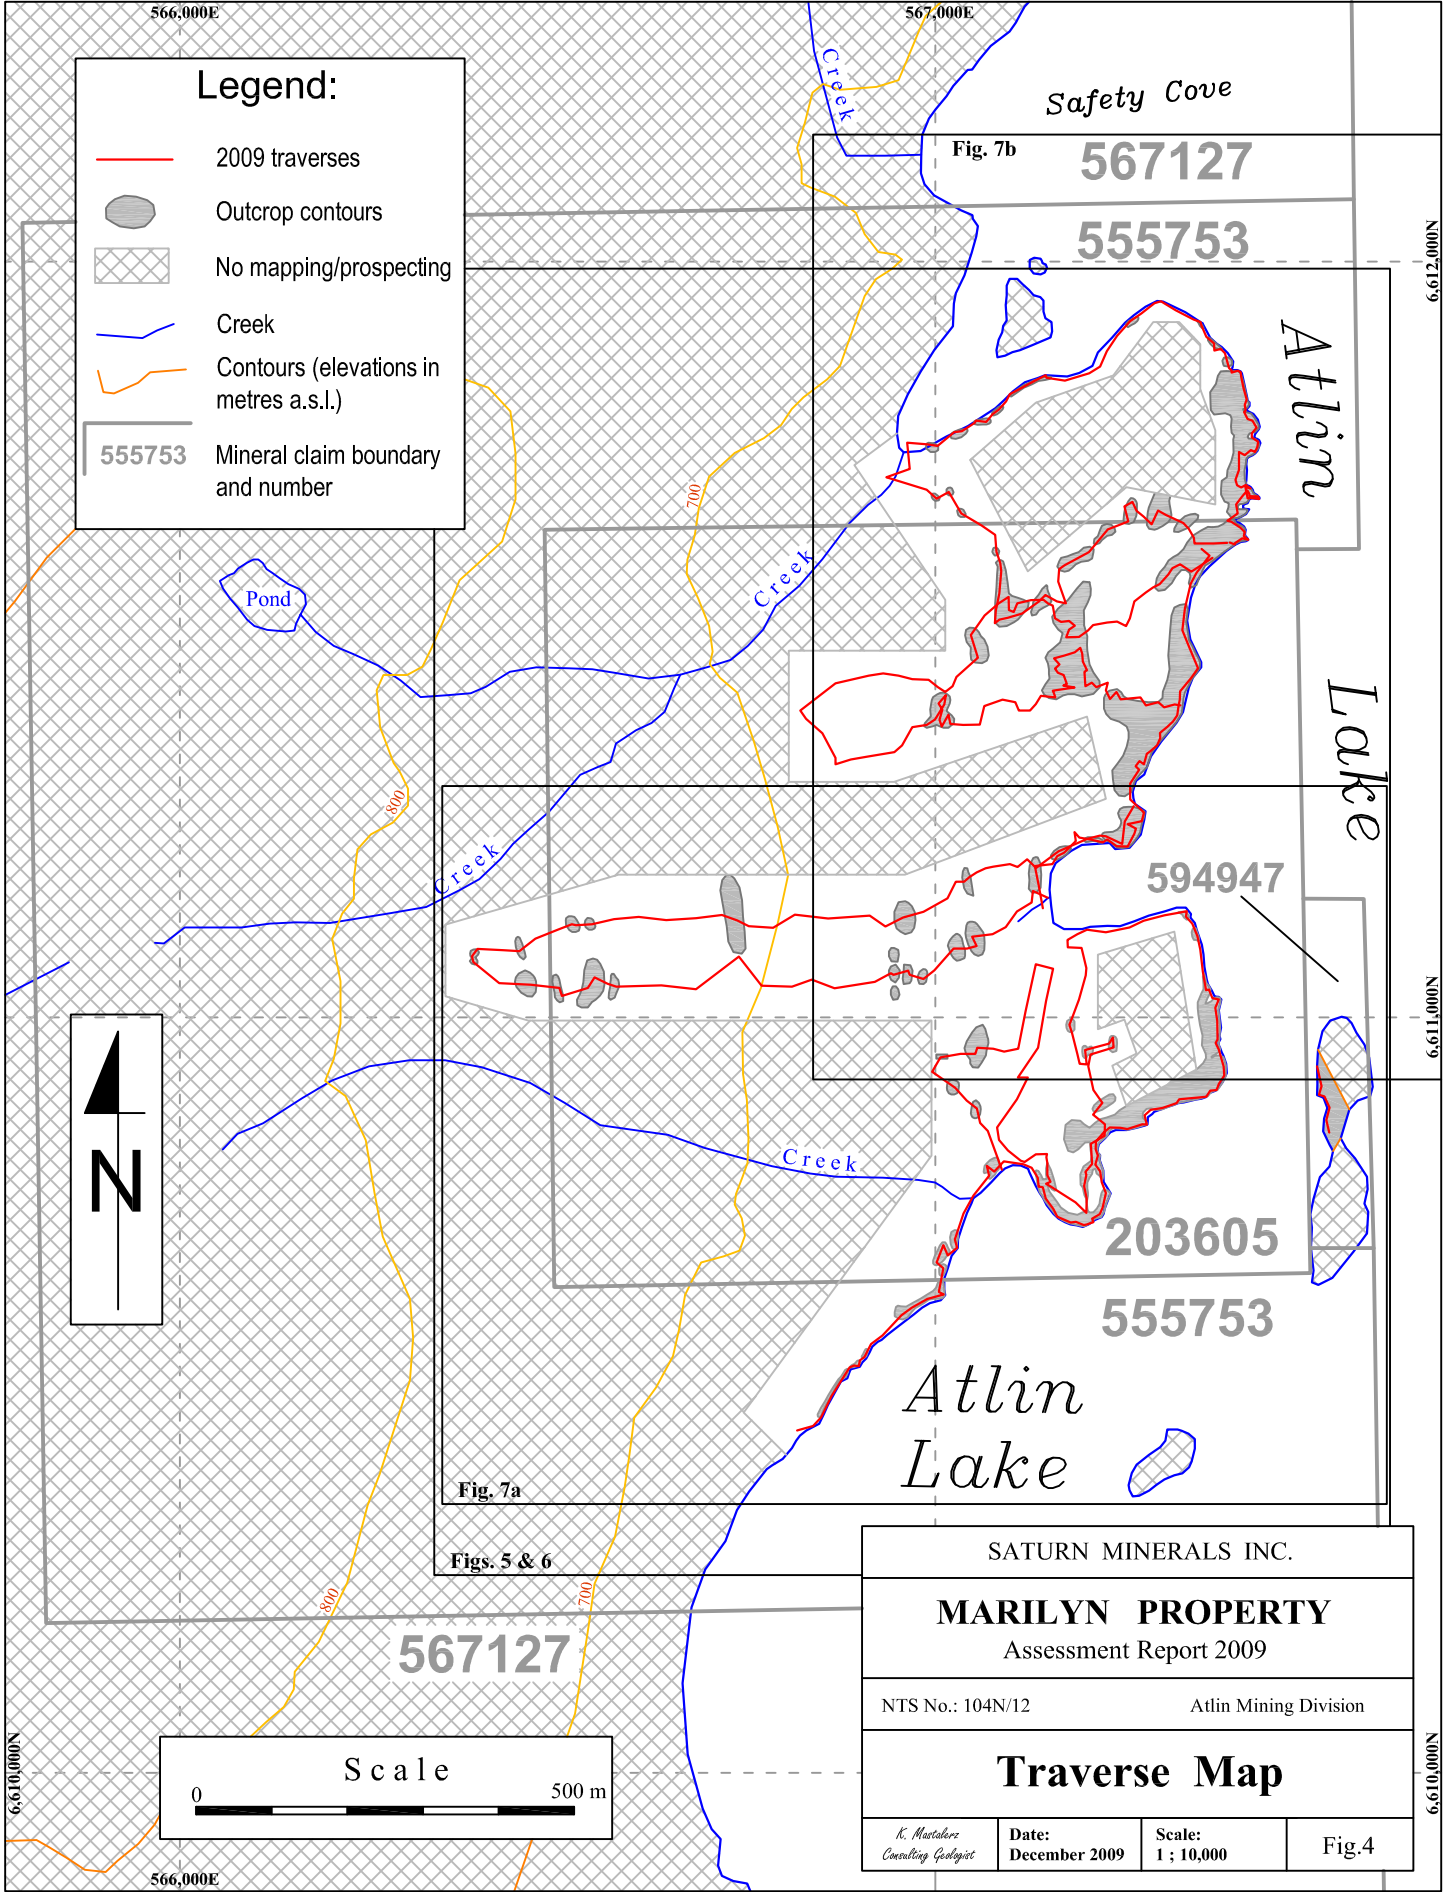 566,000E
567,000E
Legend:
2009 traverses
Outcrop contours
No mapping/prospecting
Creek
Contours (elevations in
metres a.s.l.)
555753
Mineral claim boundary
and number
Creek
Safety Cove
Fig. 7b
567127
555753
6,612,000N
Atlin
Lake
700
Creek
Pond
800
Creek
594947
6,611,000N
N
Creek
203605
555753
Atlin
Lake
Fig. 7a
Figs. 5 & 6
800
700
567127
SATURN MINERALS INC.
MARILYN PROPERTY
Assessment Report 2009
NTS No.: 104N/12
Atlin Mining Division
Traverse Map
K. Mastalerz
Consulting Geologist
Date:
December 2009
Scale:
1 ; 10,000
Fig.4
Scale
0
500 m
6,610,000N
6,610,000N
566,000E